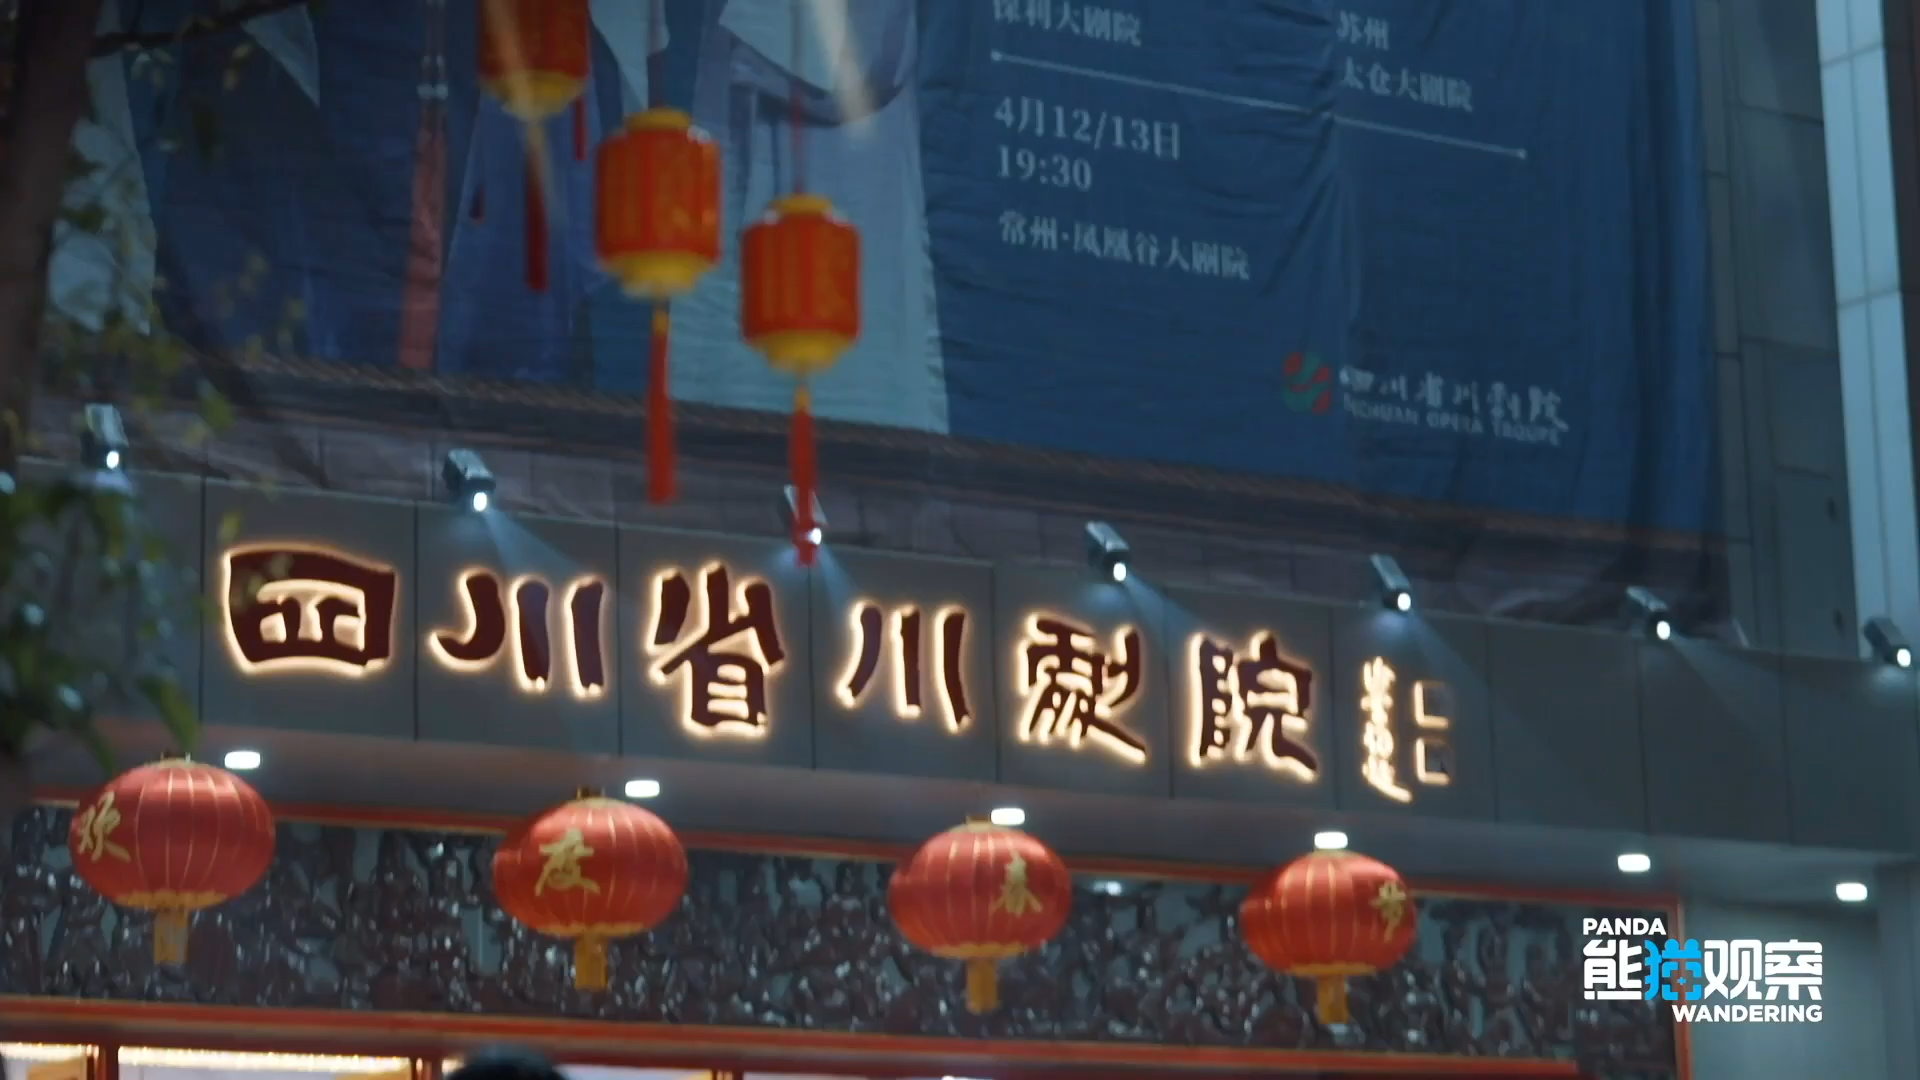 保利大剧院
苏州
太仓大剧院
4月12/13日
19:30
常州·凤凰谷大剧院
四川省川剧院
SICHUAN OPERA TROUPE
四川省川剧院
欢
度
春
节
PANDA
熊猫观察
WANDERING